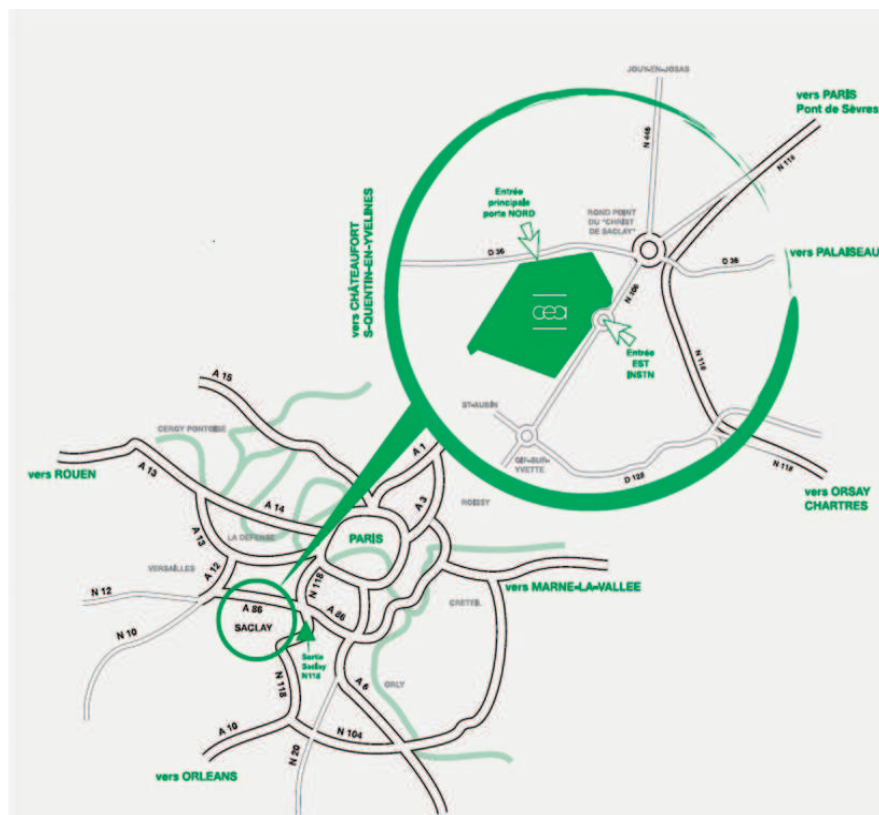 JOUY-EN-JOSAS
vers PARIS
Pont de Sèvres
N 118
N 446
Entrée
principale
porte NORD
ROND POINT
DU "CHRIST
DE SACLAY"
vers CHÂTEAUFORT
S-QUENTIN-EN-YVELINES
D 36
vers PALAISEAU
D 36
N 306
cea
Entrée
EST
INSTN
N 118
ST-AUBIN
GIF-SUR-
YVETTE
D 128
N 118
vers ORSAY
CHARTRES
A 15
CERGY PONTOISE
A 1
vers ROUEN
A 13
A 14
A 3
ROISSY
A 13
LA DEFENSE
PARIS
VERSAILLES
A 12
N 118
vers MARNE-LA-VALLEE
N 12
A 86
A 86
CRETEIL
SACLAY
N 10
Sortie
Saclay
N118
N 118
A 6
ORLY
A 10
N 104
N 20
vers ORLEANS